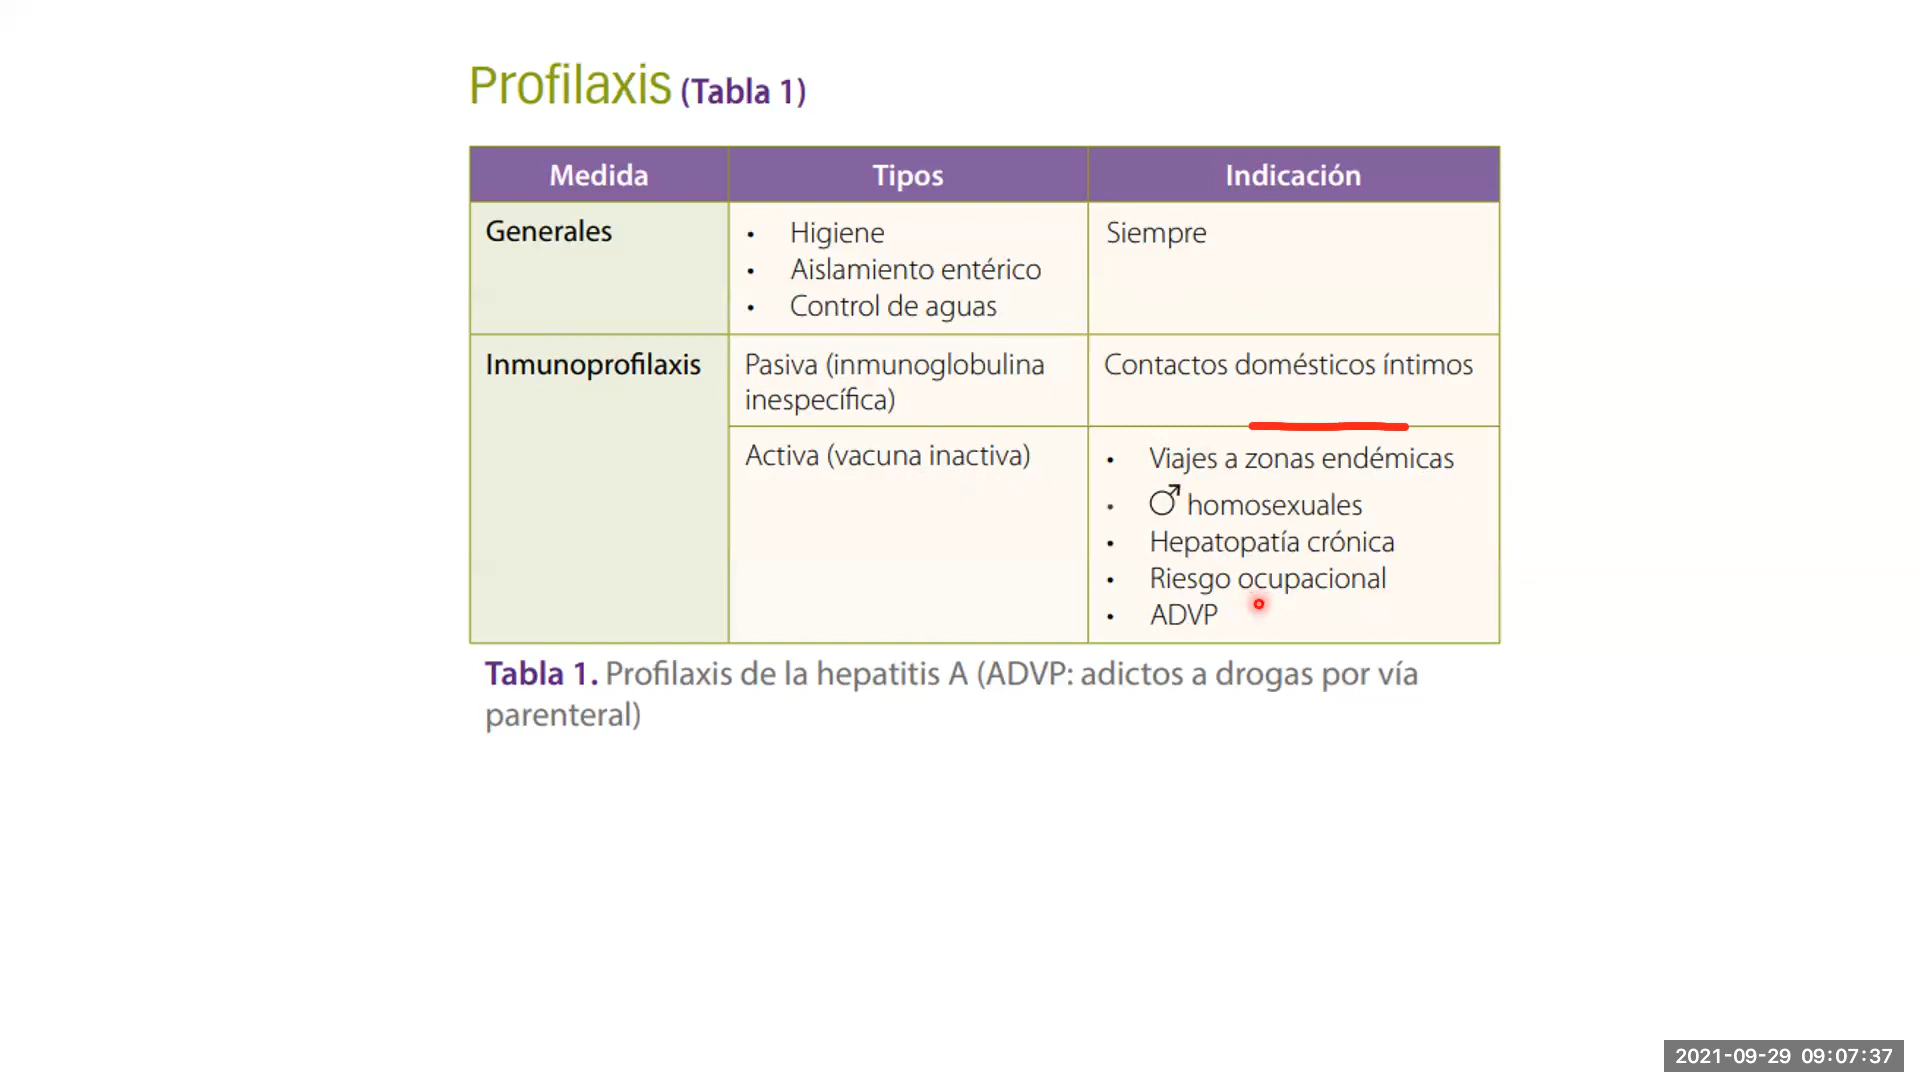 Profilaxis (Tabla 1)
Medida Tipos Indicación
Generales
• Higiene
• Aislamiento entérico
• Control de aguas
Siempre
Inmunoprofilaxis
Pasiva (inmunoglobulina
inespecífica)
Contactos domésticos íntimos
Activa (vacuna inactiva)
• Viajes a zonas endémicas
• ♂ homosexuales
• Hepatopatía crónica
• Riesgo ocupacional
• ADVP
Tabla 1. Profilaxis de la hepatitis A (ADVP: adictos a drogas por vía
parenteral)
2021-09-29 09:07:37